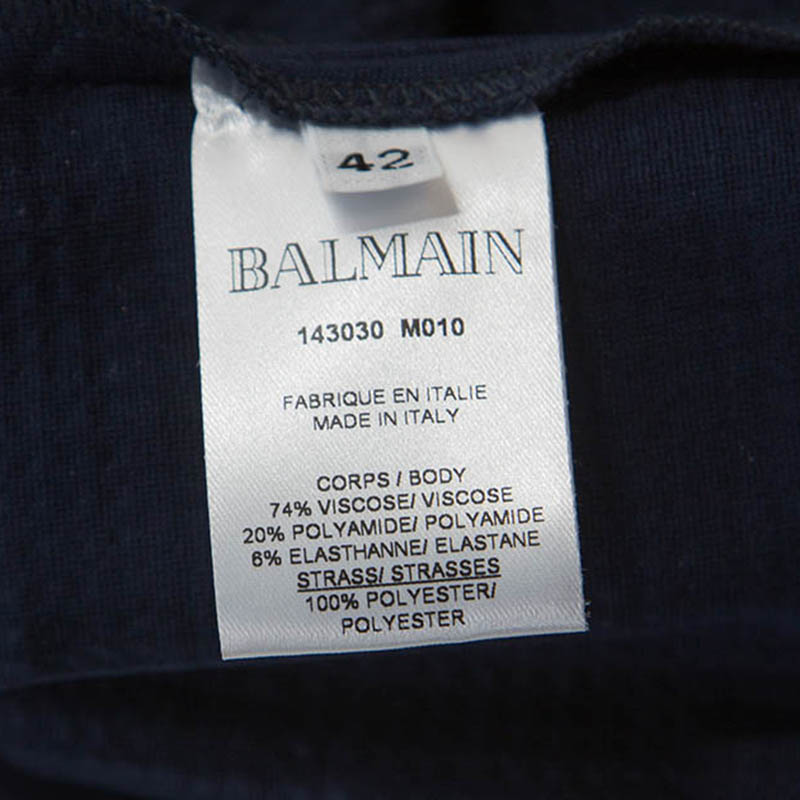 42
BALMAIN
143030 M010
FABRIQUE EN ITALIE
MADE IN ITALY
CORPS / BODY
74% VISCOSE/ VISCOSE
20% POLYAMIDE/ POLYAMIDE
6% ELASTHANNE/ ELASTANE
STRASS/ STRASSES
100% POLYESTER/
POLYESTER